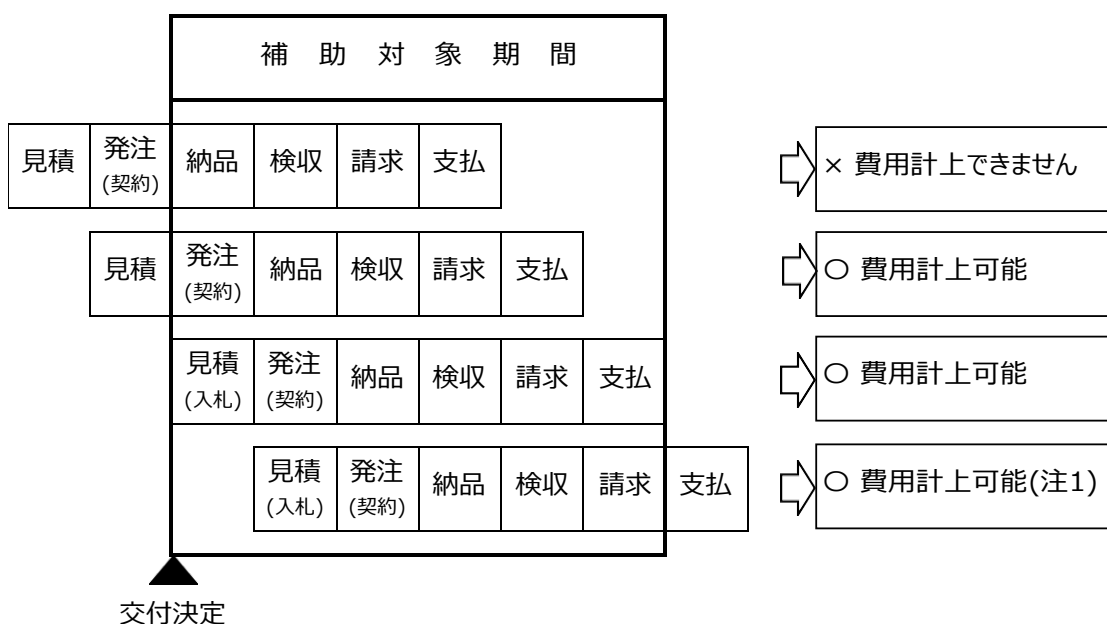 補助対象期間
見積 発注 納品 検収 請求 支払 × 費用計上できません
(契約)
見積 発注 納品 検収 請求 支払 〇 費用計上可能
(契約)
見積 発注 納品 検収 請求 支払 〇 費用計上可能
(入札) (契約)
見積 発注 納品 検収 請求 支払 〇 費用計上可能(注1)
(入札) (契約)
交付決定